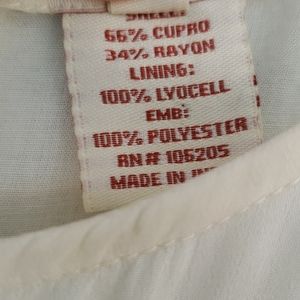 66% CUPRO
34% RAYON
LINING:
100% LYOCELL
EMB:
100% POLYESTER
RN# 106205
MADE IN